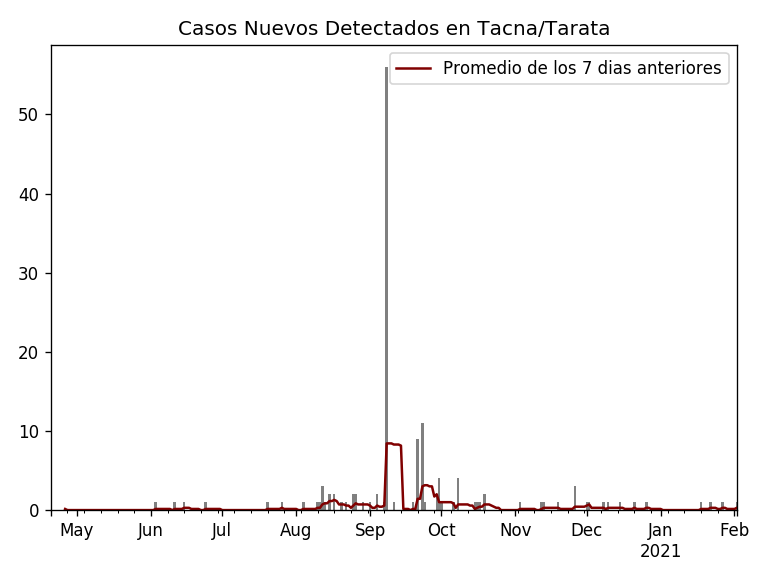 Casos Nuevos Detectados en Tacna/Tarata
Promedio de los 7 dias anteriores
50
40
30
20
10
0
May Jun Jul Aug Sep Oct Nov Dec Jan Feb
2021